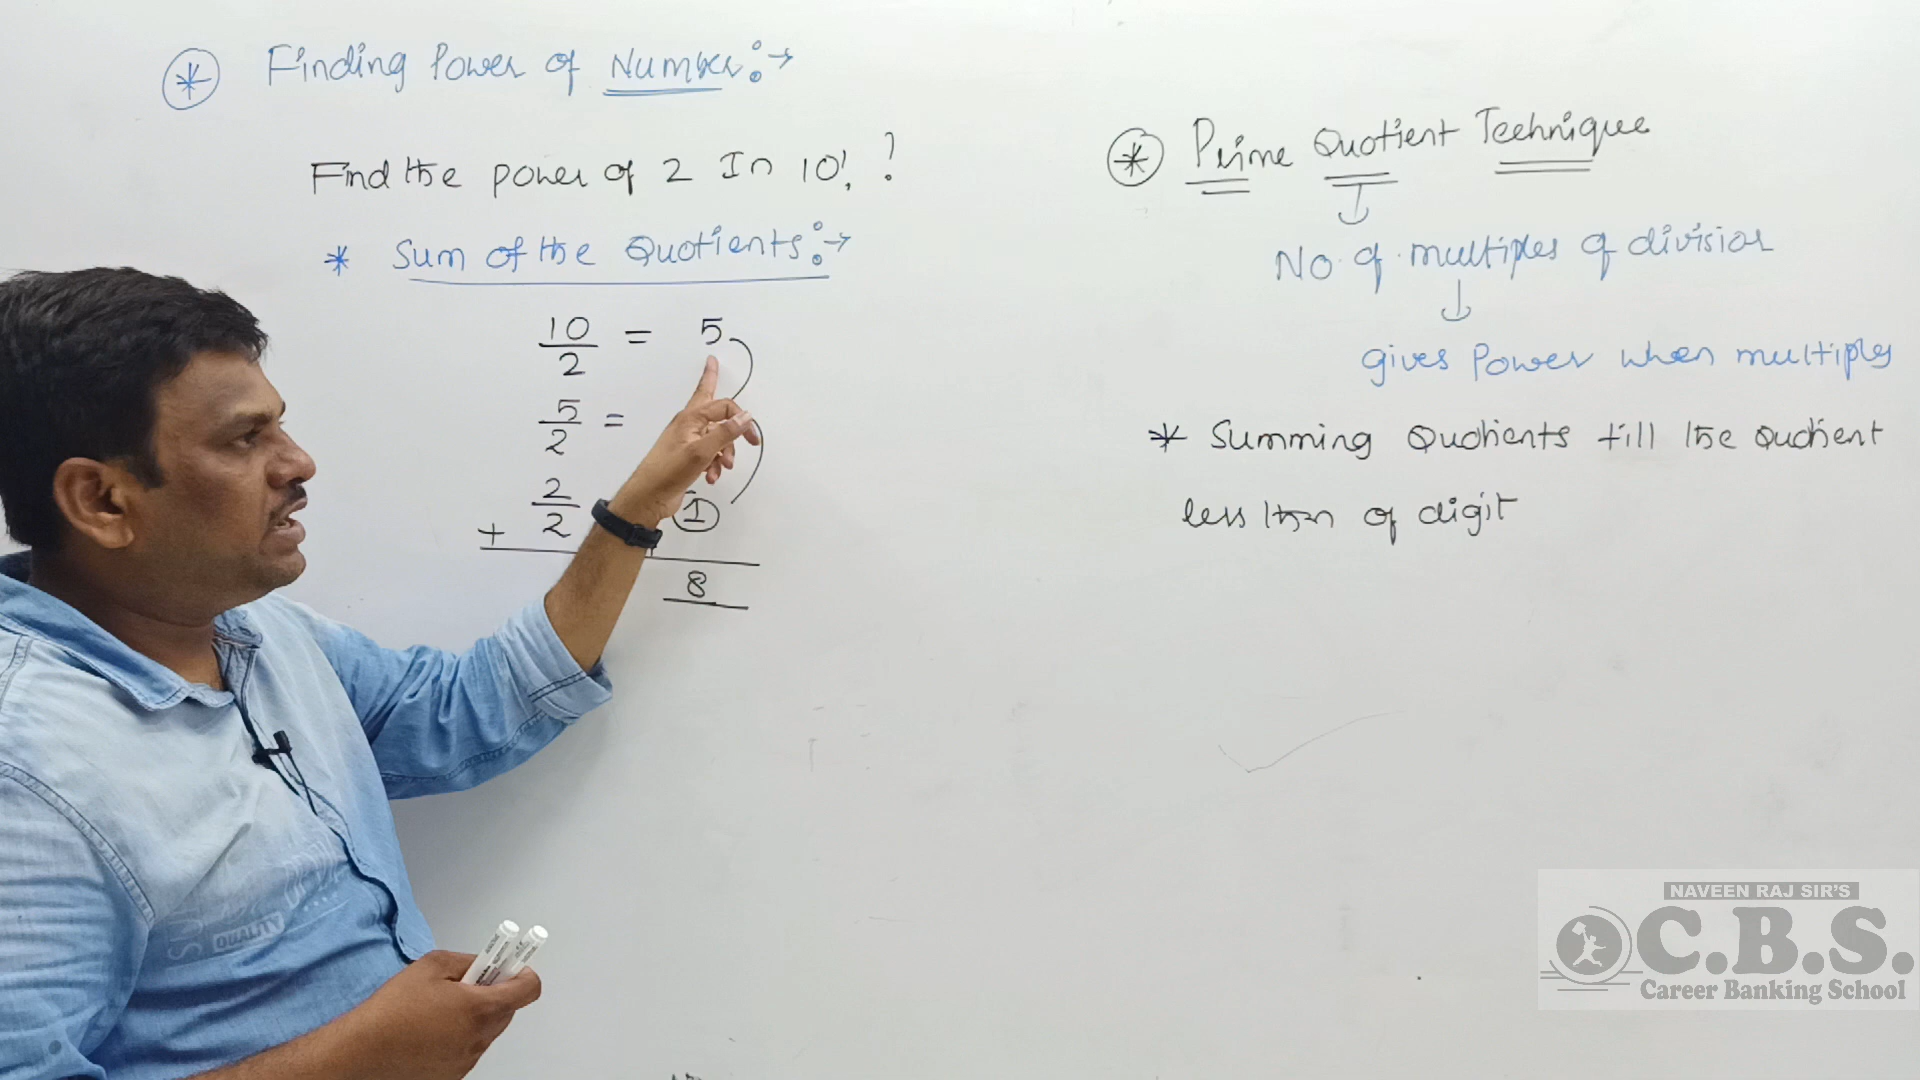 * Finding Power of Number:→
Find the power of 2 In 10! ?
* Sum of the Quotients:→
10/2 = 5
5/2 =
2/2 1
+
8
* Prime Quotient Technique
↓
No. of multiples of division
↓
gives Power when multiples
* Summing Quotients till the Quotient
less than of digit
QUALITY
NAVEEN RAJ SIR'S
C.B.S.
Career Banking School